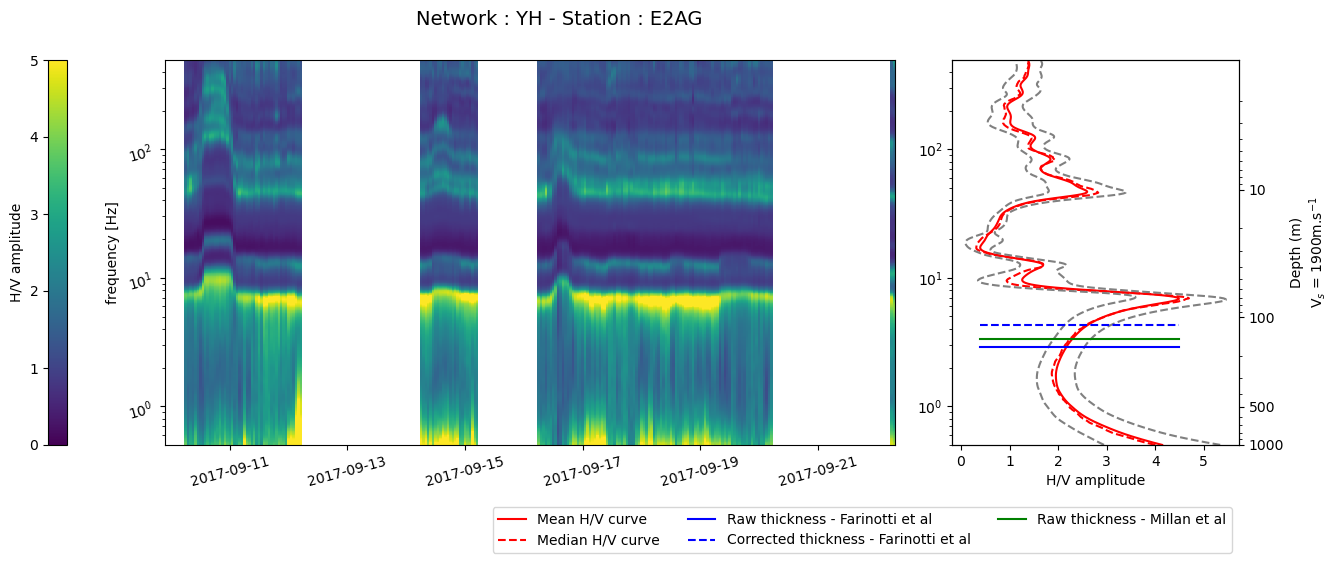 Network : YH - Station : E2AG
5
4
3
2
1
0
H/V amplitude
frequency [Hz]
10²
10¹
10⁰
2017-09-11
2017-09-13
2017-09-15
2017-09-17
2017-09-19
2017-09-21
10²
10¹
10⁰
0 1 2 3 4 5
H/V amplitude
10
100
500
1000
Depth (m)
Vₛ = 1900m.s⁻¹
Mean H/V curve
Median H/V curve
Raw thickness - Farinotti et al
Corrected thickness - Farinotti et al
Raw thickness - Millan et al